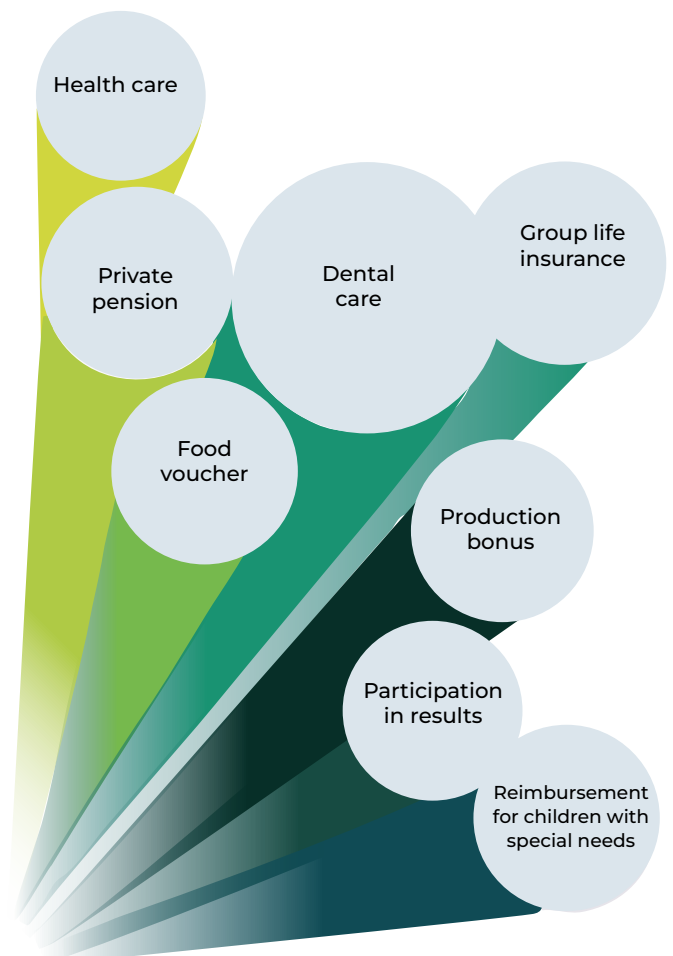 Health care
Private
pension
Dental
care
Group life
insurance
Food
voucher
Production
bonus
Participation
in results
Reimbursement
for children with
special needs